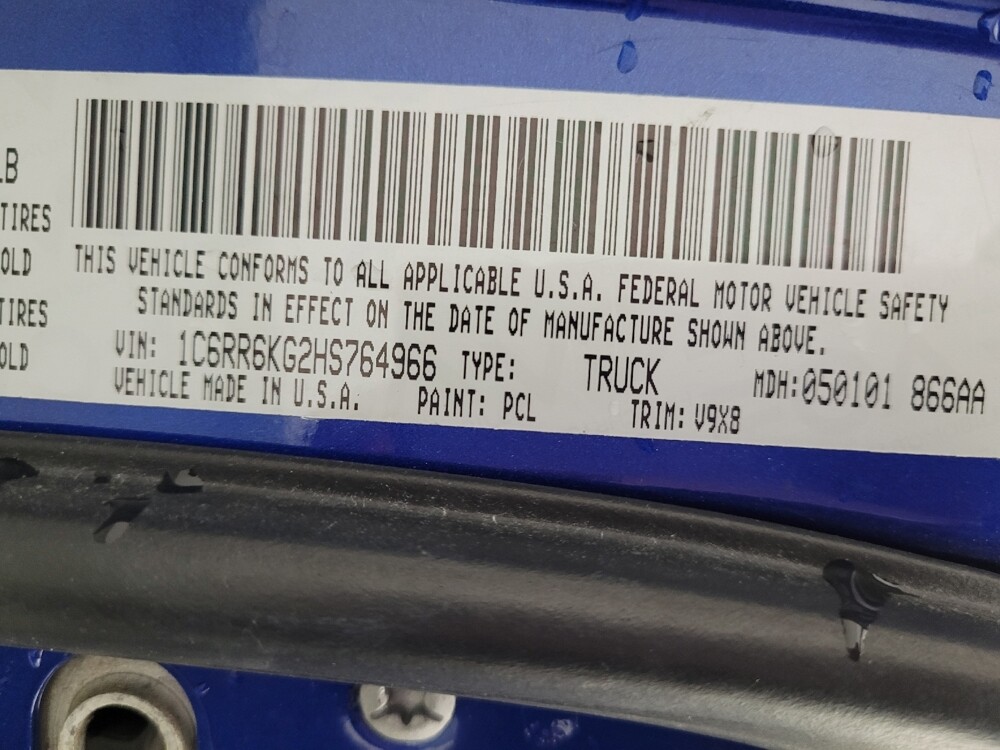 LB
TIRES
OLD
TIRES
OLD
THIS VEHICLE CONFORMS TO ALL APPLICABLE U.S.A. FEDERAL MOTOR VEHICLE SAFETY
STANDARDS IN EFFECT ON THE DATE OF MANUFACTURE SHOWN ABOVE.
VIN: 1C6RR6KG2HS764966 TYPE: TRUCK MDH:050101 866AA
VEHICLE MADE IN U.S.A. PAINT: PCL TRIM: V9X8